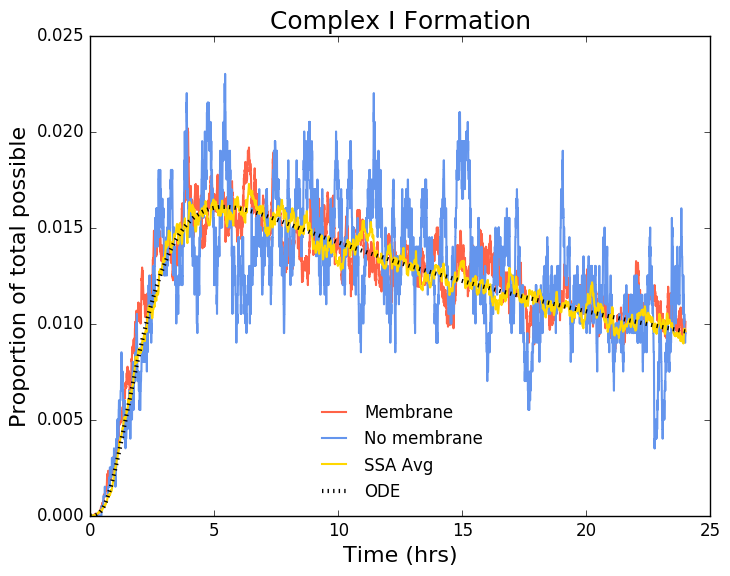 Complex I Formation
Proportion of total possible
0.025
0.020
0.015
0.010
0.005
0.000
Membrane
No membrane
SSA Avg
ODE
0 5 10 15 20 25
Time (hrs)